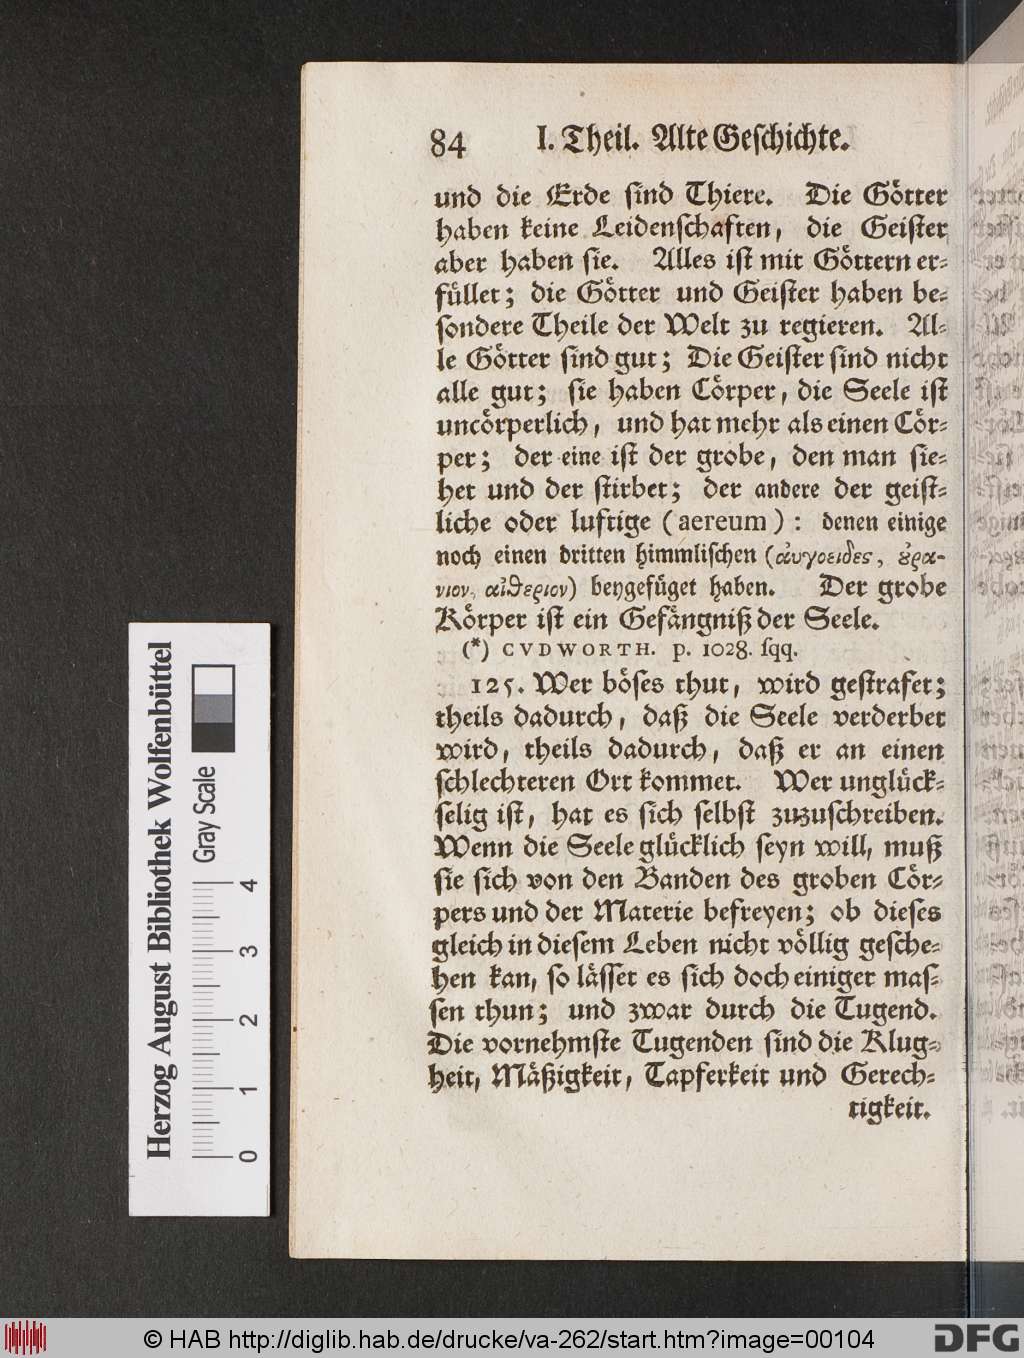 84 I. Theil. Alte Geschichte.
und die Erde sind Thiere. Die Götter
haben keine Leidenschaften, die Geister
aber haben sie. Alles ist mit Göttern er-
füllet; die Götter und Geister haben be-
sondere Theile der Welt zu regieren. Al-
le Götter sind gut; Die Geister sind nicht
alle gut; sie haben Cörper, die Seele ist
uncörperlich, und hat mehr als einen Cör-
per; der eine ist der grobe, den man sie-
het und der stirbet; der andere der geist-
liche oder luftige (aereum): denen einige
noch einen dritten himmlischen (αυγοειδες, ȣ̓ρα-
νιον, αἰθεριον) beygefüget haben. Der grobe
Körper ist ein Gefängniß der Seele.
(*) CVDWORTH. p. 1028. sqq.
125. Wer böses thut, wird gestrafet;
theils dadurch, daß die Seele verderbet
wird, theils dadurch, daß er an einen
schlechteren Ort kommet. Wer unglück-
selig ist, hat es sich selbst zuzuschreiben.
Wenn die Seele glücklich seyn will, muß
sie sich von den Banden des groben Cör-
pers und der Materie befreyen; ob dieses
gleich in diesem Leben nicht völlig gesche-
hen kan, so lässet es sich doch einiger mas-
sen thun; und zwar durch die Tugend.
Die vornehmste Tugenden sind die Klug-
heit, Mäßigkeit, Tapferkeit und Gerech-
tigkeit.
Herzog August Bibliothek Wolfenbüttel
Gray Scale
0 1 2 3 4
© HAB http://diglib.hab.de/drucke/va-262/start.htm?image=00104
DFG